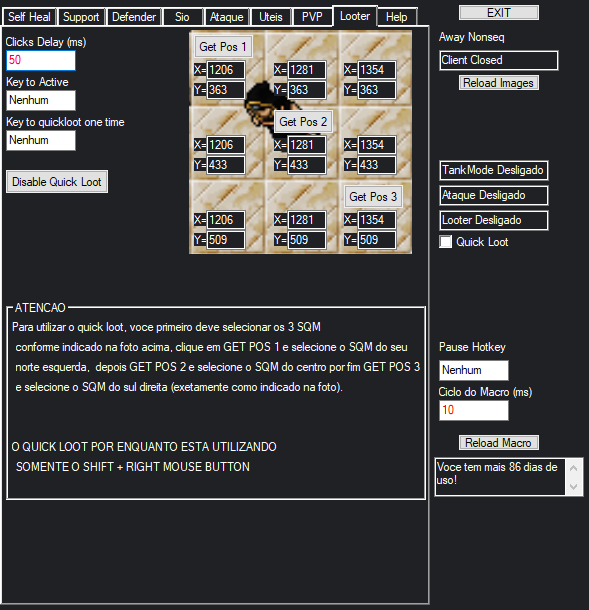 Self Heal Support Defender Sio Ataque Uteis PVP Looter Help
EXIT
Clicks Delay (ms)
50
Key to Active
Nenhum
Key to quickloot one time
Nenhum
Disable Quick Loot
Get Pos 1
X= 1206 X= 1281 X= 1354
Y= 363 Y= 363 Y= 363
Get Pos 2
X= 1206 X= 1281 X= 1354
Y= 433 Y= 433 Y= 433
Get Pos 3
X= 1206 X= 1281 X= 1354
Y= 509 Y= 509 Y= 509
Away Nonseq
Client Closed
Reload Images
TankMode Desligado
Ataque Desligado
Looter Desligado
Quick Loot
ATENCAO
Para utilizar o quick loot, voce primeiro deve selecionar os 3 SQM
conforme indicado na foto acima, clique em GET POS 1 e selecione o SQM do seu
norte esquerda, depois GET POS 2 e selecione o SQM do centro por fim GET POS 3
e selecione o SQM do sul direita (exetamente como indicado na foto).
O QUICK LOOT POR ENQUANTO ESTA UTILIZANDO
SOMENTE O SHIFT + RIGHT MOUSE BUTTON
Pause Hotkey
Nenhum
Ciclo do Macro (ms)
10
Reload Macro
Voce tem mais 86 dias de
uso!